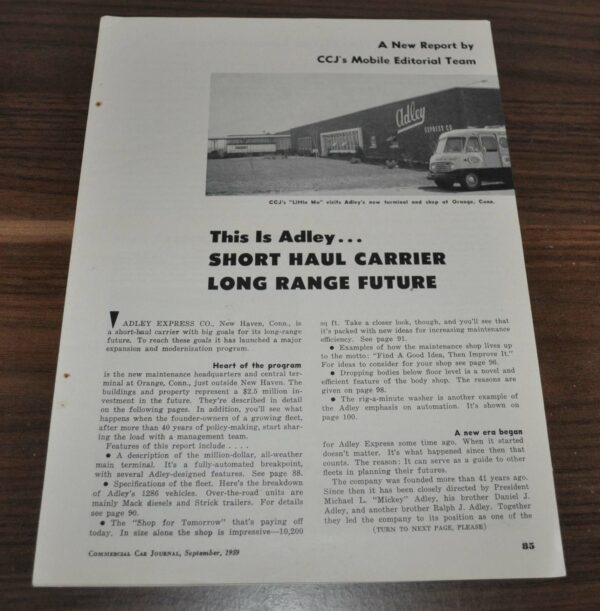 A New Report by
CCJ's Mobile Editorial Team
Adley
EXPRESS CO.
CCJ's "Little Mo" visits Adley's new terminal and shop at Orange, Conn.
This Is Adley...
SHORT HAUL CARRIER
LONG RANGE FUTURE
ADLEY EXPRESS CO., New Haven, Conn., is
a short-haul carrier with big goals for its long-range
future. To reach these goals it has launched a major
expansion and modernization program.
Heart of the program
is the new maintenance headquarters and central ter-
minal at Orange, Conn., just outside New Haven. The
buildings and property represent a $2.5 million in-
vestment in the future. They're described in detail
on the following pages. In addition, you'll see what
happens when the founder-owners of a growing fleet,
after more than 40 years of policy-making, start shar-
ing the load with a management team.
Features of this report include . . . .
● A description of the million-dollar, all-weather
main terminal. It's a fully-automated breakpoint,
with several Adley-designed features. See page 88.
● Specifications of the fleet. Here's the breakdown
of Adley's 1286 vehicles. Over-the-road units are
mainly Mack diesels and Strick trailers. For details
see page 90.
● The "Shop for Tomorrow" that's paying off
today. In size alone the shop is impressive—10,200
sq ft. Take a closer look, though, and you'll see that
it's packed with new ideas for increasing maintenance
efficiency. See page 91.
● Examples of how the maintenance shop lives up
to the motto: "Find A Good Idea, Then Improve It."
For ideas to consider for your shop see page 96.
● Dropping bobies below floor level is a novel and
efficient feature of the body shop. The reasons are
given on page 98.
● The rig-a-minute washer is another example of
the Adley emphasis on automation. It's shown on
page 100.
A new era began
for Adley Express some time ago. When it started
doesn't matter. It's what happened since then that
counts. The reason: It can serve as a guide to other
fleets in planning their futures.
The company was founded more than 41 years ago.
Since then it has been closely directed by President
Michael L. "Mickey" Adley, his brother Daniel J.
Adley, and another brother Ralph J. Adley. Together
they led the company to its position as one of the
(TURN TO NEXT PAGE, PLEASE)
COMMERCIAL CAR JOURNAL, September, 1959
85